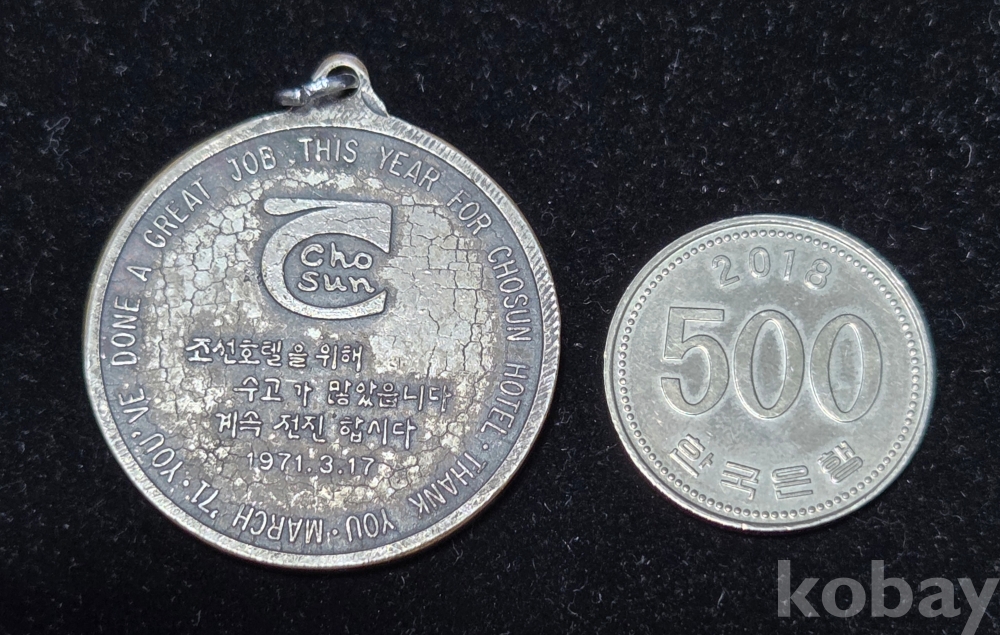 YOU'VE DONE A GREAT JOB THIS YEAR FOR CHOSUN HOTEL · THANK YOU · MARCH '71 ·
Cho
Sun
조선호텔을 위해
수고가 많았읍니다
계속 전진 합시다
1971.3.17
2018
500
한국은행
kobay